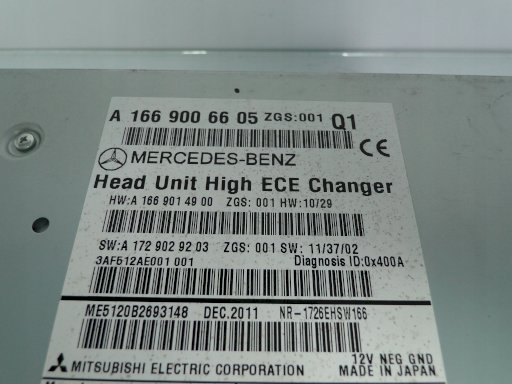 A 166 900 66 05 ZGS:001 Q1
CE
MERCEDES-BENZ
Head Unit High ECE Changer
HW:A 166 901 49 00 ZGS: 001 HW:10/29
SW:A 172 902 92 03 ZGS: 001 SW: 11/37/02
3AF512AE001 001 Diagnosis ID:0x400A
ME5120B2693148 DEC.2011 NR-1726EHSW166
12V NEG GND
MITSUBISHI ELECTRIC CORPORATION MADE IN JAPAN